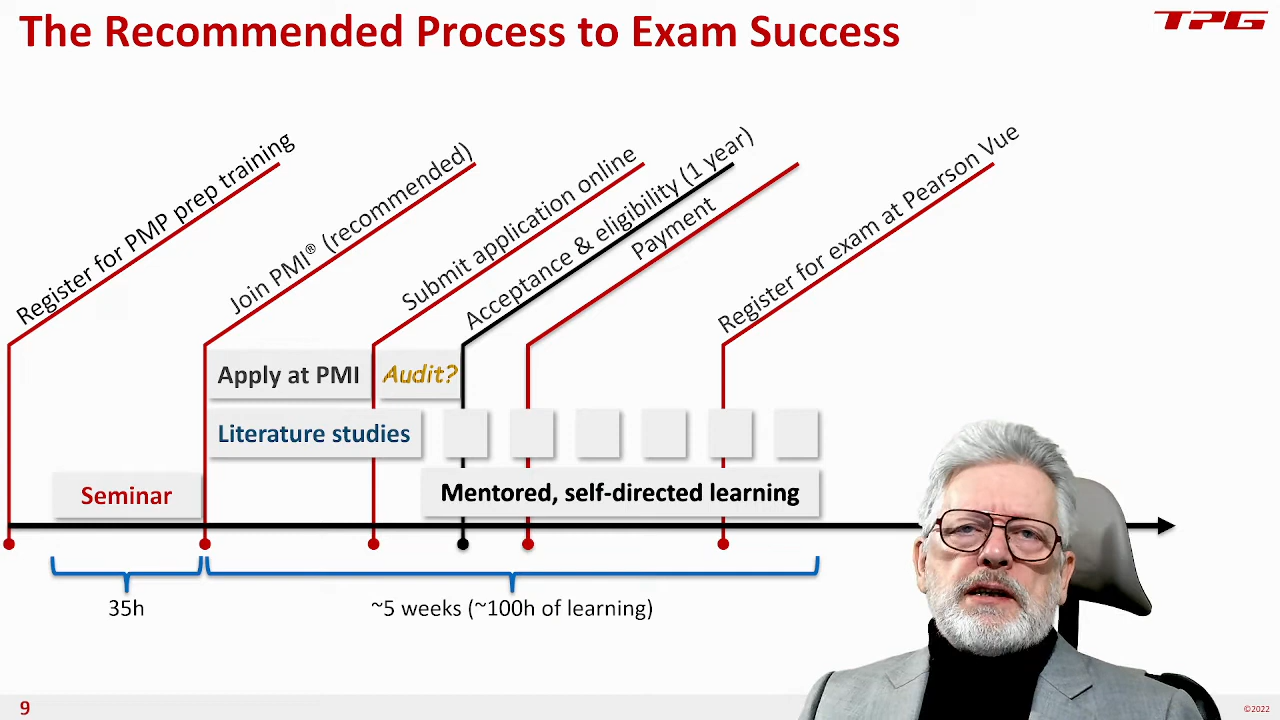 The Recommended Process to Exam Success
TPG
Register for PMP prep training
Join PMI® (recommended)
Submit application online
Acceptance & eligibility (1 year)
Payment
Register for exam at Pearson Vue
Apply at PMI
Audit?
Literature studies
Seminar
Mentored, self-directed learning
35h
~5 weeks (~100h of learning)
9
©2022